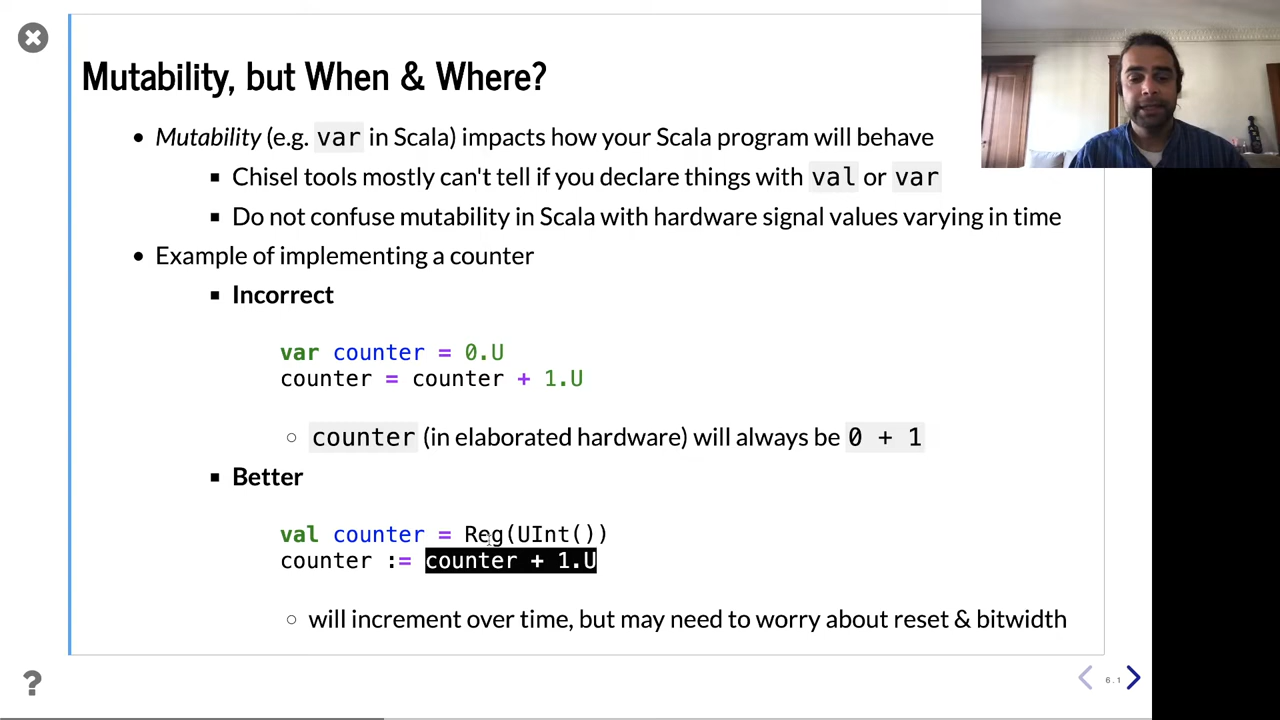 Mutability, but When & Where?
• Mutability (e.g. var in Scala) impacts how your Scala program will behave
▪ Chisel tools mostly can't tell if you declare things with val or var
▪ Do not confuse mutability in Scala with hardware signal values varying in time
• Example of implementing a counter
▪ Incorrect
var counter = 0.U
counter = counter + 1.U
○ counter (in elaborated hardware) will always be 0 + 1
▪ Better
val counter = Reg(UInt())
counter := counter + 1.U
○ will increment over time, but may need to worry about reset & bitwidth
?
6.1